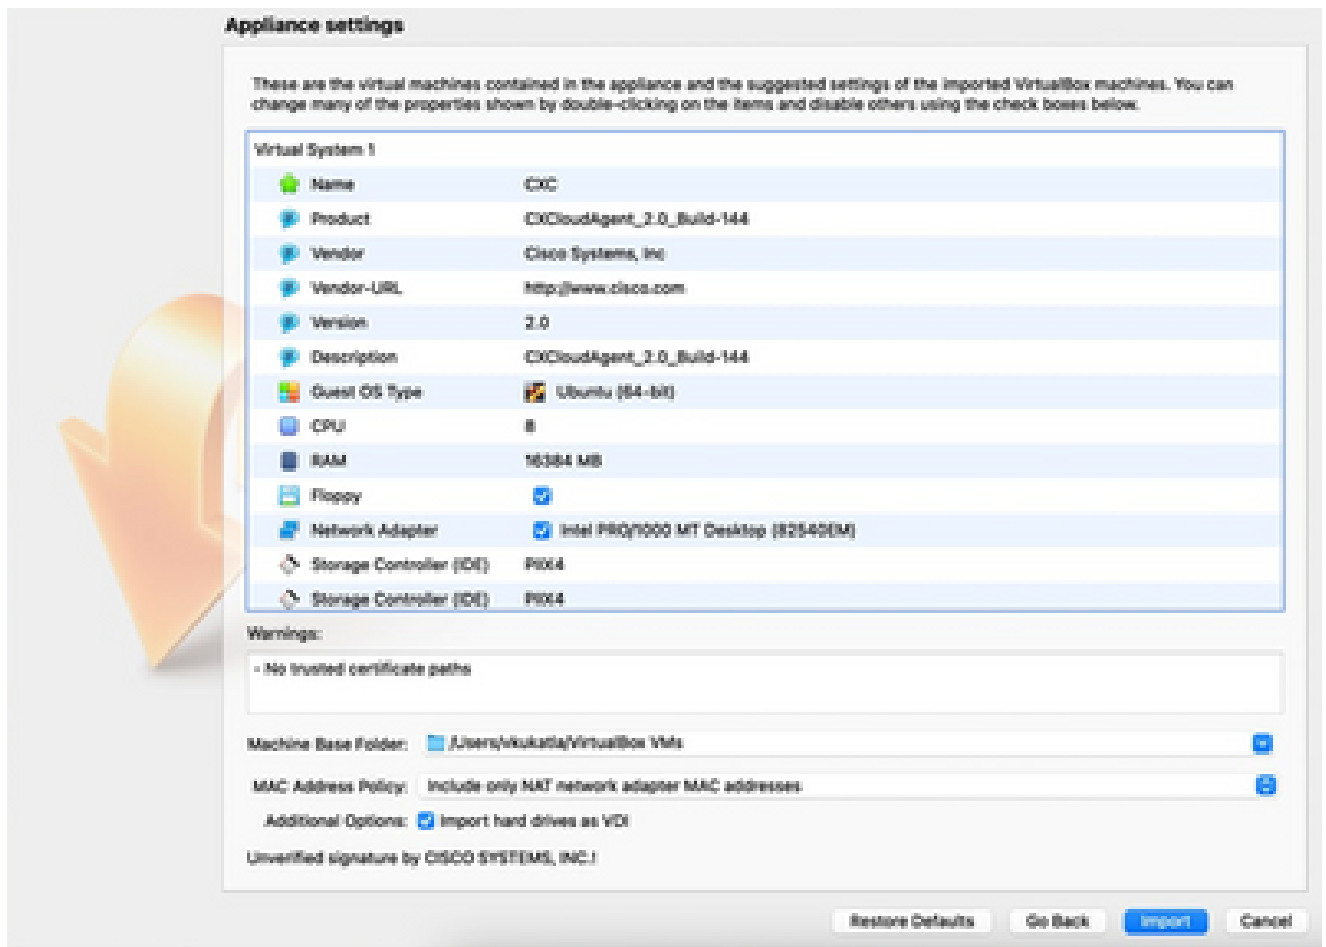 Appliance settings
These are the virtual machines contained in the appliance and the suggested settings of the imported VirtualBox machines. You can
change many of the properties shown by double-clicking on the items and disable others using the check boxes below.
Virtual System 1
Name CXC
Product CXCloudAgent_2.0_Build-144
Vendor Cisco Systems, Inc
Vendor-URL http://www.cisco.com
Version 2.0
Description CXCloudAgent_2.0_Build-144
Guest OS Type Ubuntu (64-bit)
CPU 8
RAM 16384 MB
Floppy
Network Adapter Intel PRO/1000 MT Desktop (82540EM)
Storage Controller (IDE) PIIX4
Storage Controller (IDE) PIIX4
Warnings:
- No trusted certificate paths
Machine Base Folder: /Users/vkukatla/VirtualBox VMs
MAC Address Policy: Include only NAT network adapter MAC addresses
Additional Options: Import hard drives as VDI
Unverified signature by CISCO SYSTEMS, INC.!
Restore Defaults Go Back Import Cancel